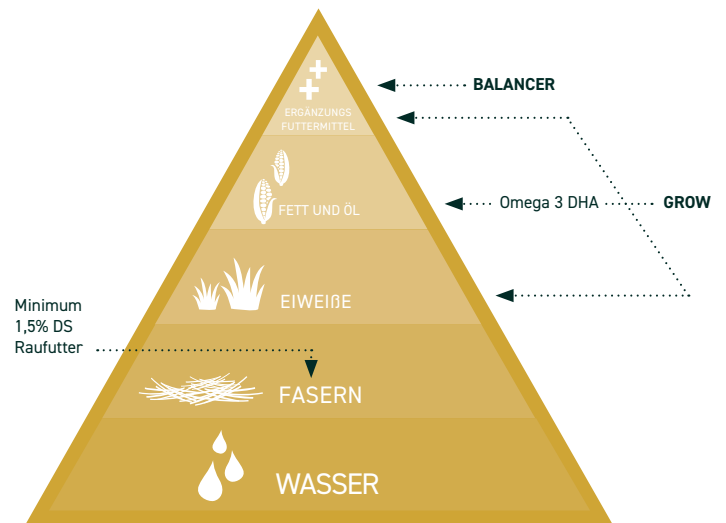 BALANCER
ERGÄNZUNGS
FUTTERMITTEL
Omega 3 DHA
GROW
FETT UND ÖL
EIWEIßE
Minimum
1,5% DS
Raufutter
FASERN
WASSER